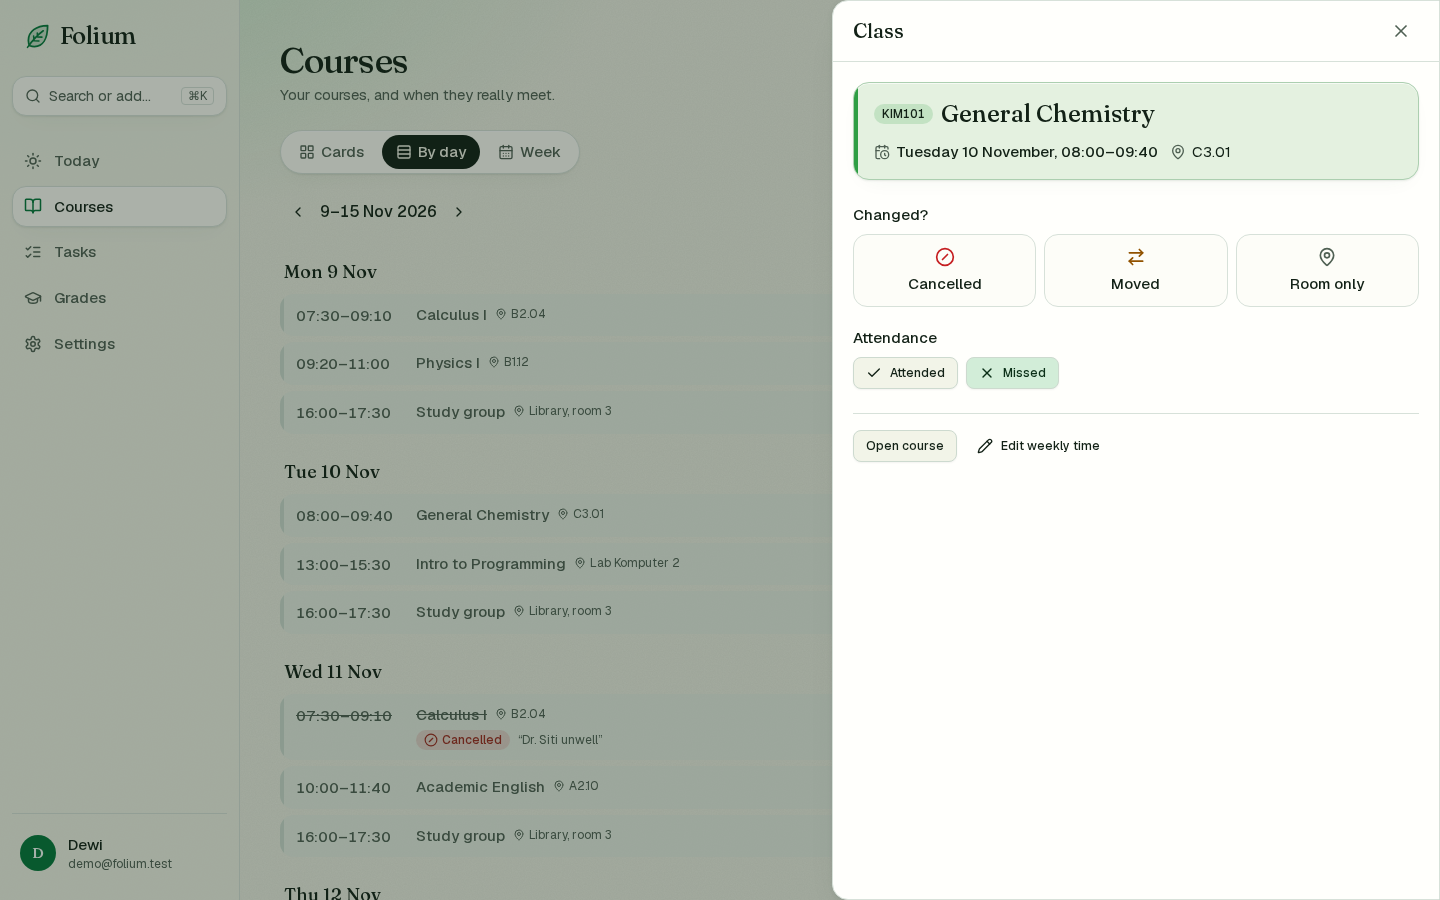 Folium
Search or add... ⌘K
Today
Courses
Tasks
Grades
Settings
D
Dewi
demo@folium.test
Courses
Your courses, and when they really meet.
Cards By day Week
9–15 Nov 2026
Mon 9 Nov
07:30–09:10 Calculus I B2.04
09:20–11:00 Physics I B1.12
16:00–17:30 Study group Library, room 3
Tue 10 Nov
08:00–09:40 General Chemistry C3.01
13:00–15:30 Intro to Programming Lab Komputer 2
16:00–17:30 Study group Library, room 3
Wed 11 Nov
07:30–09:10 Calculus I B2.04
Cancelled “Dr. Siti unwell”
10:00–11:40 Academic English A2.10
16:00–17:30 Study group Library, room 3
Thu 12 Nov
Class
KIM101 General Chemistry
Tuesday 10 November, 08:00–09:40 C3.01
Changed?
Cancelled Moved Room only
Attendance
Attended Missed
Open course Edit weekly time